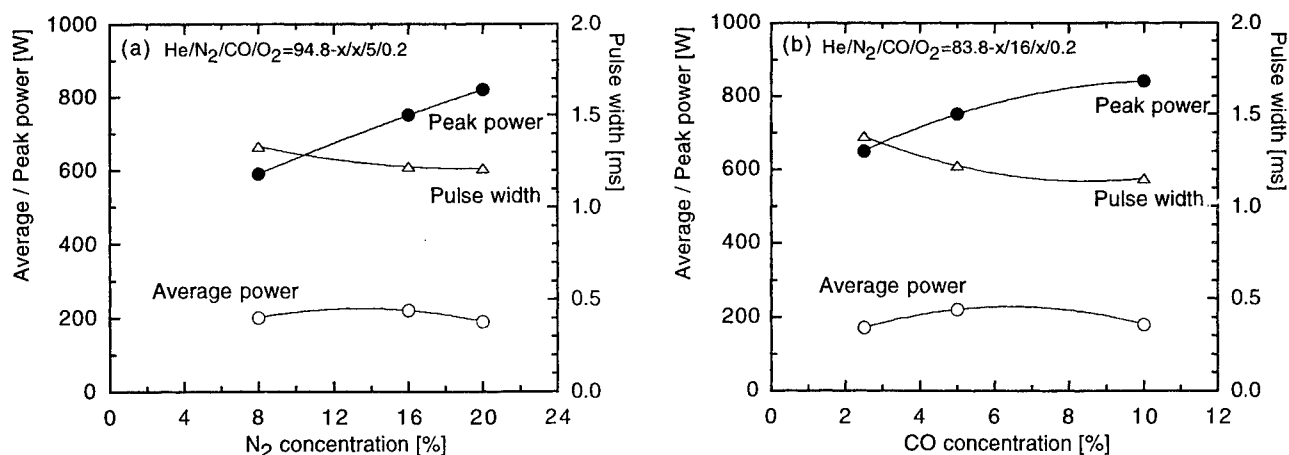 (a) He/N2/CO/O2=94.8-x/x/5/0.2
Average / Peak power [W]
1000
800
600
400
200
0
Peak power
Pulse width
Average power
2.0
1.5
1.0
0.5
0.0
Pulse width [ms]
0 4 8 12 16 20 24
N2 concentration [%]
(b) He/N2/CO/O2=83.8-x/16/x/0.2
Average / Peak power [W]
1000
800
600
400
200
0
Peak power
Pulse width
Average power
2.0
1.5
1.0
0.5
0.0
Pulse width [ms]
0 2 4 6 8 10 12
CO concentration [%]